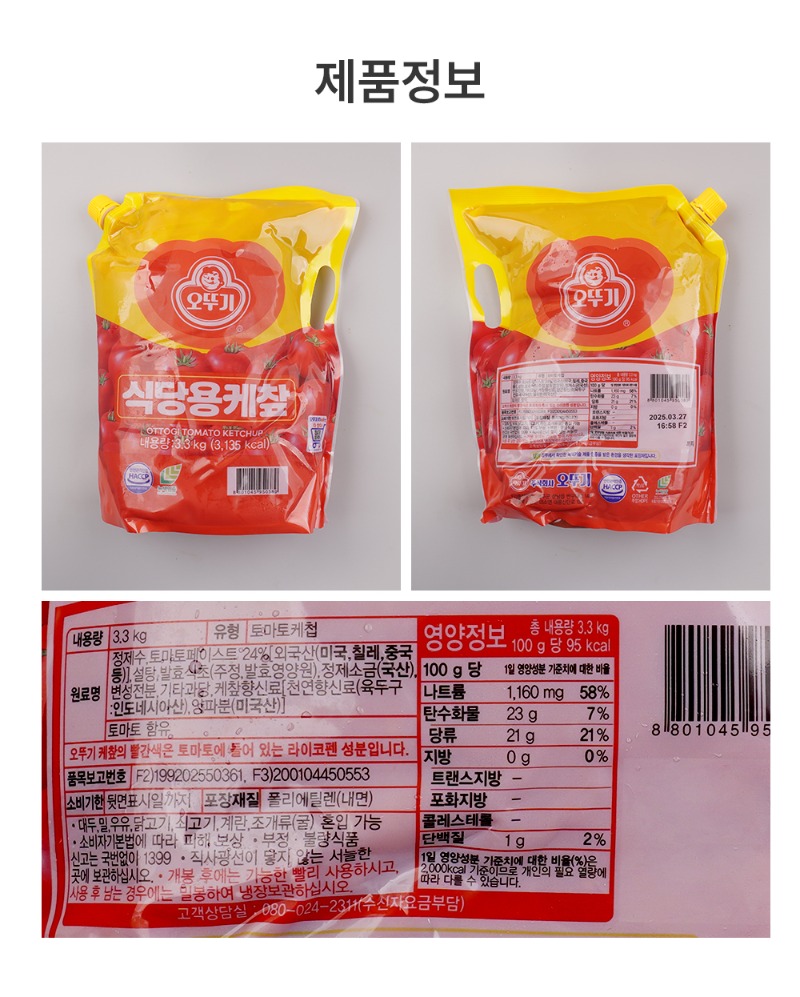 제품정보
오뚜기
식당용케챂
OTTOGI TOMATO KETCHUP
내용량 3.3 kg (3,135 kcal)
HACCP
오뚜기
영양정보
2025.03.27
16:58 F2
주식회사 오뚜기
HACCP
OTHER
내용량 3.3 kg 유형 토마토케첩
원료명 정제수, 토마토페이스트 24%[외국산(미국,칠레,중국
등)], 설탕, 발효식초(주정,발효영양원), 정제소금(국산),
변성전분, 기타과당, 케챂향신료[천연향신료(육두구
:인도네시아산), 양파분(미국산)]
토마토 함유
오뚜기 케챂의 빨간색은 토마토에 들어 있는 라이코펜 성분입니다.
품목보고번호 F2)199202550361, F3)200104450553
소비기한 뒷면표시일까지 포장재질 폴리에틸렌(내면)
• 대두,밀,우유,닭고기,쇠고기,계란,조개류(굴) 혼입 가능
• 소비자기본법에 따라 피해 보상 • 부정·불량식품
신고는 국번없이 1399 • 직사광선이 닿지 않는 서늘한
곳에 보관하십시오. • 개봉 후에는 가능한 빨리 사용하시고,
사용 후 남는 경우에는 밀봉하여 냉장보관하십시오.
고객상담실 : 080-024-2311(수신자요금부담)
영양정보 총 내용량 3.3 kg
100 g 당 95 kcal
100 g 당 1일 영양성분 기준치에 대한 비율
나트륨 1,160 mg 58%
탄수화물 23 g 7%
당류 21 g 21%
지방 0 g 0%
트랜스지방 –
포화지방 –
콜레스테롤 –
단백질 1 g 2%
1일 영양성분 기준치에 대한 비율(%)은
2,000kcal 기준이므로 개인의 필요 열량에
따라 다를 수 있습니다.
8 801045 95